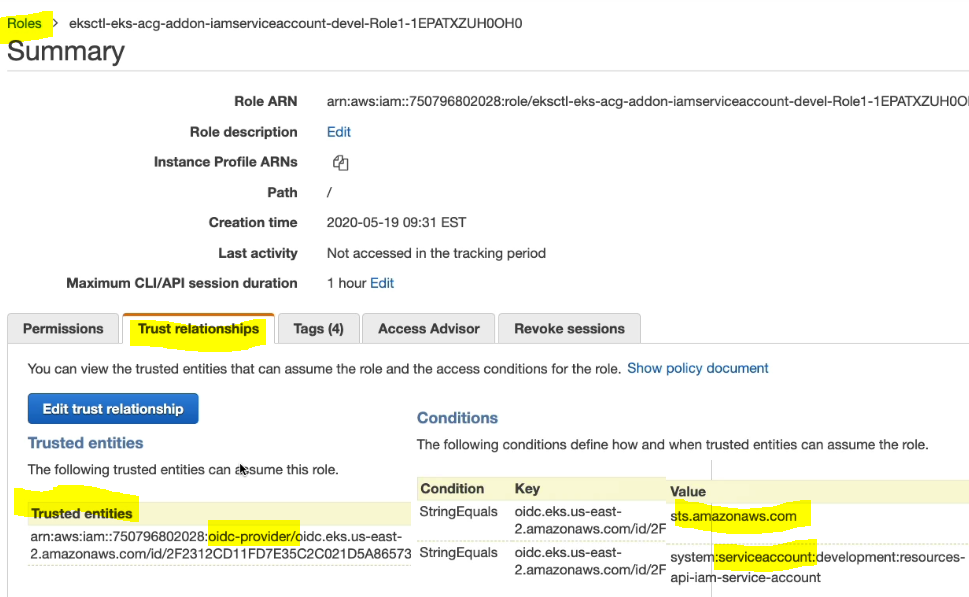 Roles > eksctl-eks-acg-addon-iamserviceaccount-devel-Role1-1EPATXZUH0OH0
Summary
Role ARN arn:aws:iam::750796802028:role/eksctl-eks-acg-addon-iamserviceaccount-devel-Role1-1EPATXZUH0O
Role description Edit
Instance Profile ARNs
Path /
Creation time 2020-05-19 09:31 EST
Last activity Not accessed in the tracking period
Maximum CLI/API session duration 1 hour Edit
Permissions Trust relationships Tags (4) Access Advisor Revoke sessions
You can view the trusted entities that can assume the role and the access conditions for the role. Show policy document
Edit trust relationship
Trusted entities
The following trusted entities can assume this role.
Trusted entities
arn:aws:iam::750796802028:oidc-provider/oidc.eks.us-east-
2.amazonaws.com/id/2F2312CD11FD7E35C2C021D5A86573
Conditions
The following conditions define how and when trusted entities can assume the role.
Condition Key Value
StringEquals oidc.eks.us-east- sts.amazonaws.com
2.amazonaws.com/id/2F
StringEquals oidc.eks.us-east- system:serviceaccount:development:resources-
2.amazonaws.com/id/2F api-iam-service-account